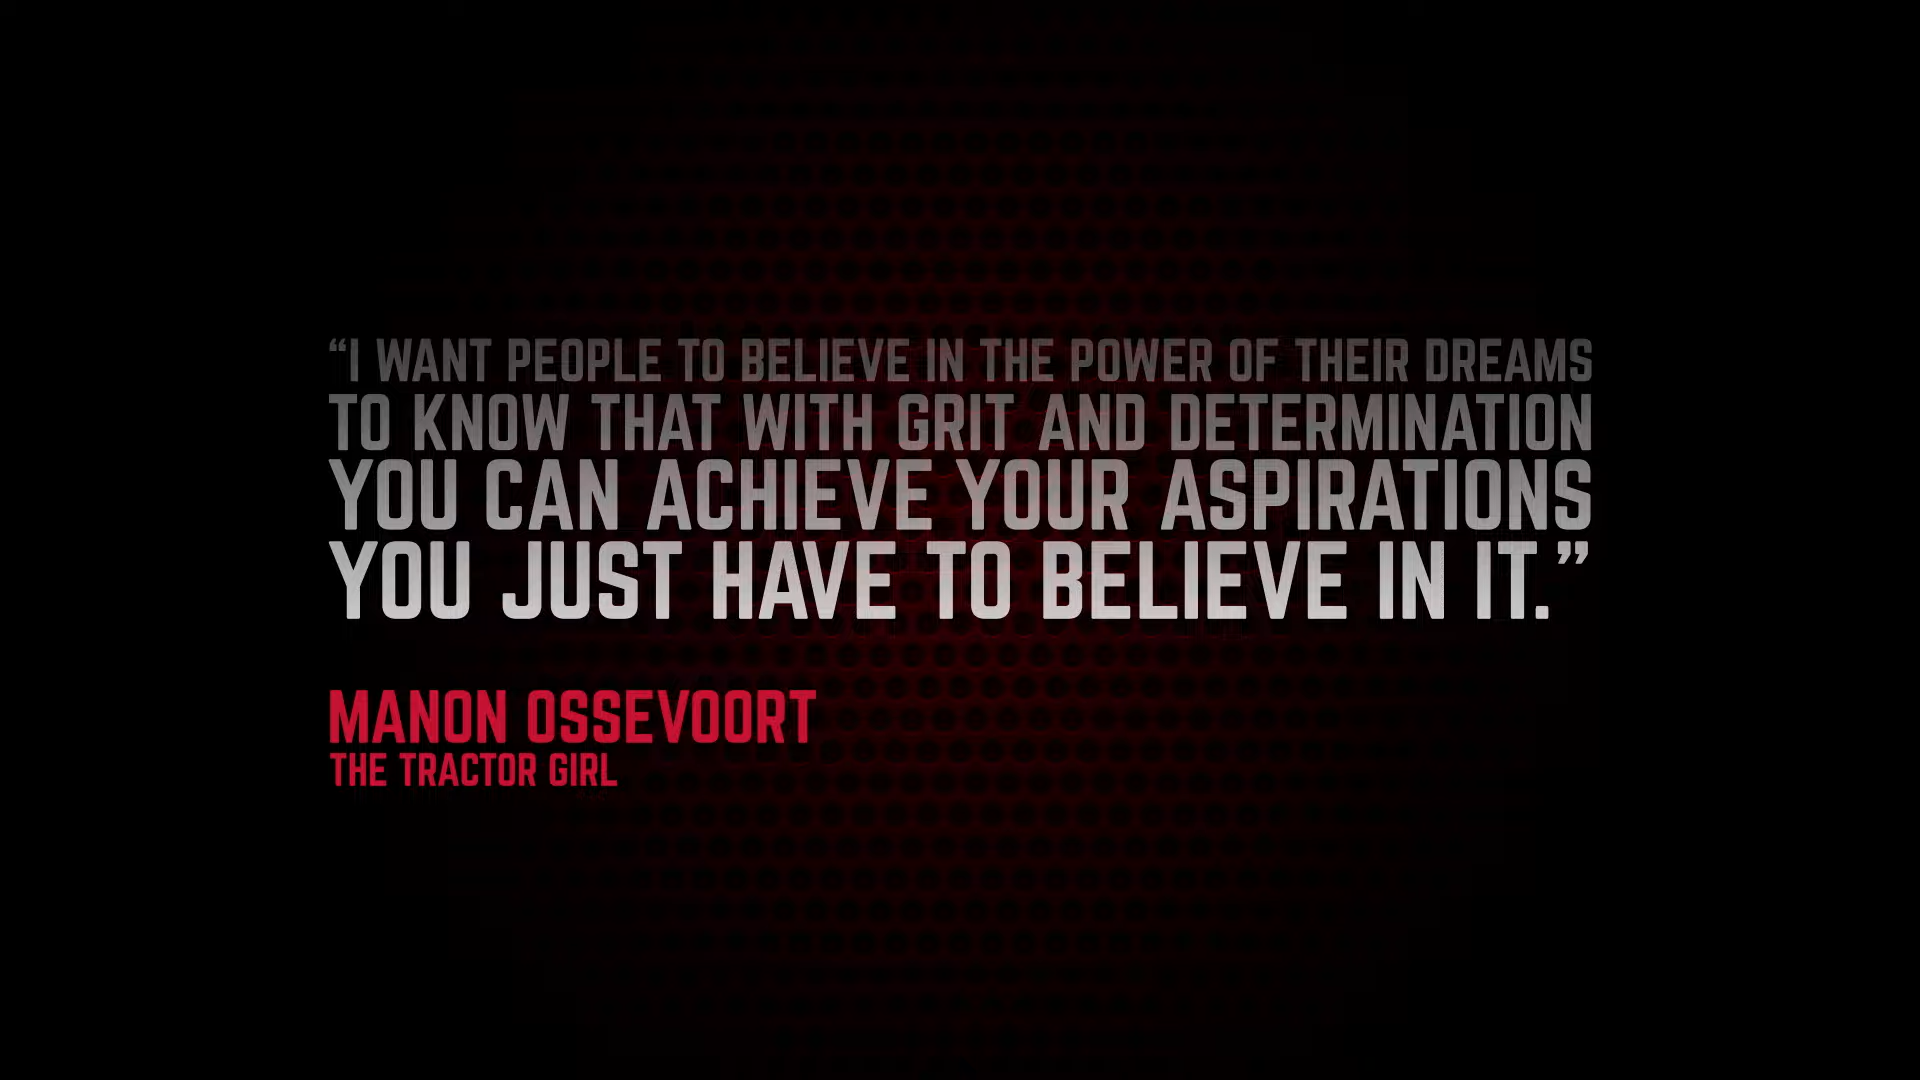 “I WANT PEOPLE TO BELIEVE IN THE POWER OF THEIR DREAMS
TO KNOW THAT WITH GRIT AND DETERMINATION
YOU CAN ACHIEVE YOUR ASPIRATIONS
YOU JUST HAVE TO BELIEVE IN IT.”
MANON OSSEVOORT
THE TRACTOR GIRL